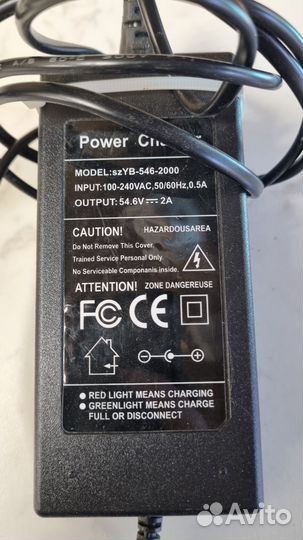 Power
MODEL:szYB-546-2000
INPUT:100-240VAC,50/60Hz,0.5A
OUTPUT:54.6V⎓2A
CAUTION! HAZARDOUSAREA
Do Not Remove This Cover.
Trained Service Personal Only.
No Serviceable Componanis inside.
ATTENTION! ZONE DANGEREUSE
FC CE
● RED LIGHT MEANS CHARGING
● GREENLIGHT MEANS CHARGE
FULL OR DISCONNECT
Avito